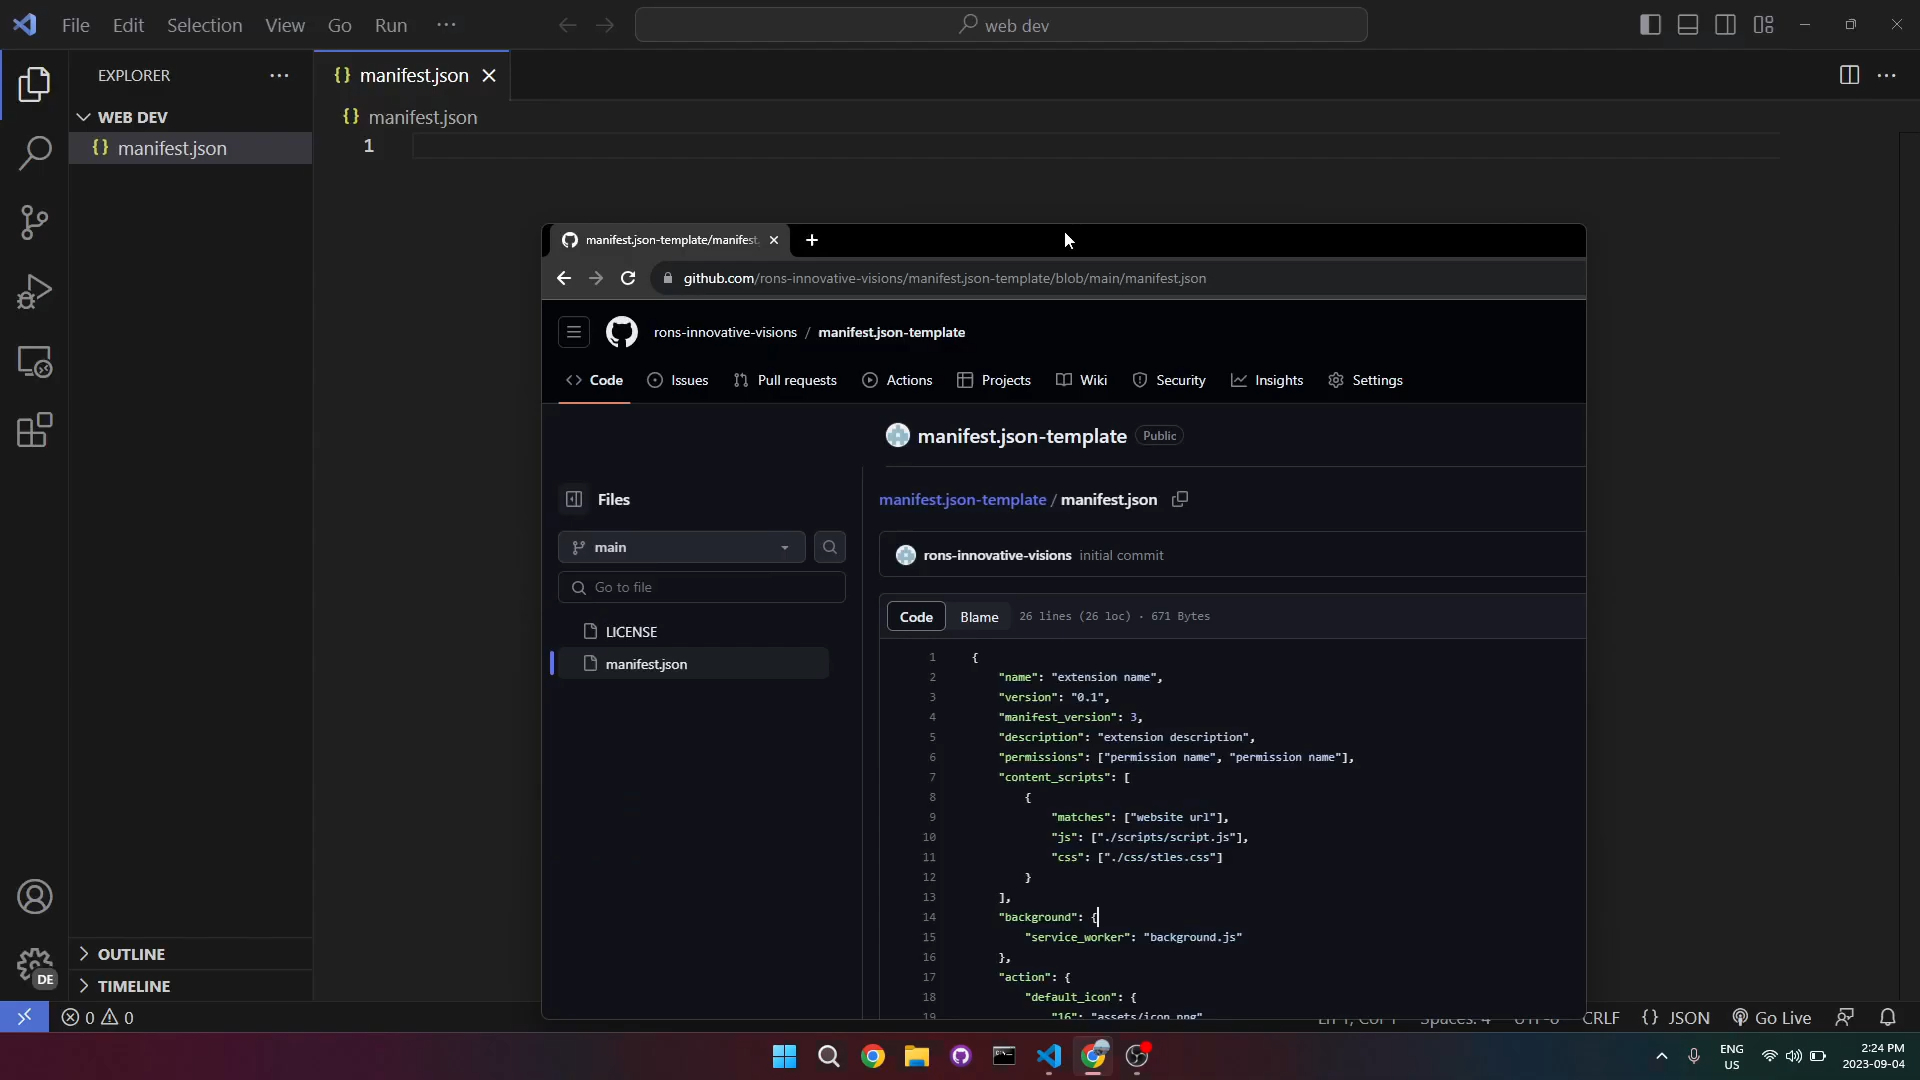 File Edit Selection View Go Run ···
web dev
EXPLORER
manifest.json
WEB DEV
manifest.json
manifest.json
1
manifest.json-template/manifest.
github.com/rons-innovative-visions/manifest.json-template/blob/main/manifest.json
rons-innovative-visions / manifest.json-template
Code Issues Pull requests Actions Projects Wiki Security Insights Settings
manifest.json-template Public
Files
manifest.json-template / manifest.json
main
rons-innovative-visions initial commit
Go to file
Code Blame 26 lines (26 loc) · 671 Bytes
LICENSE
manifest.json
1 {
2 "name": "extension name",
3 "version": "0.1",
4 "manifest_version": 3,
5 "description": "extension description",
6 "permissions": ["permission name", "permission name"],
7 "content_scripts": [
8 {
9 "matches": ["website url"],
10 "js": ["./scripts/script.js"],
11 "css": ["./css/stles.css"]
12 }
13 ],
14 "background": {
15 "service_worker": "background.js"
16 },
17 "action": {
18 "default_icon": {
19 "16": "assets/icon.png"
OUTLINE
TIMELINE
DE
0 0
CRLF {} JSON Go Live
ENG
US
2:24 PM
2023-09-04